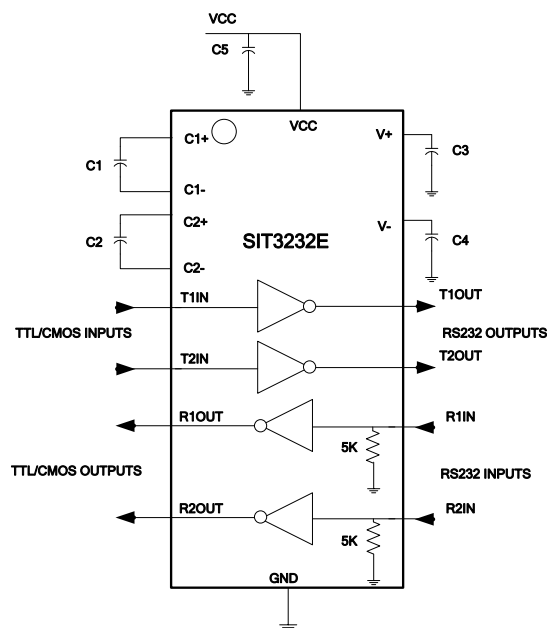 VCC
C5
VCC
C1+
V+
C1
C3
C1-
C2+
V-
C2
SIT3232E
C4
C2-
T1IN
T1OUT
TTL/CMOS INPUTS
RS232 OUTPUTS
T2IN
T2OUT
R1OUT
R1IN
5K
TTL/CMOS OUTPUTS
RS232 INPUTS
R2OUT
R2IN
5K
GND